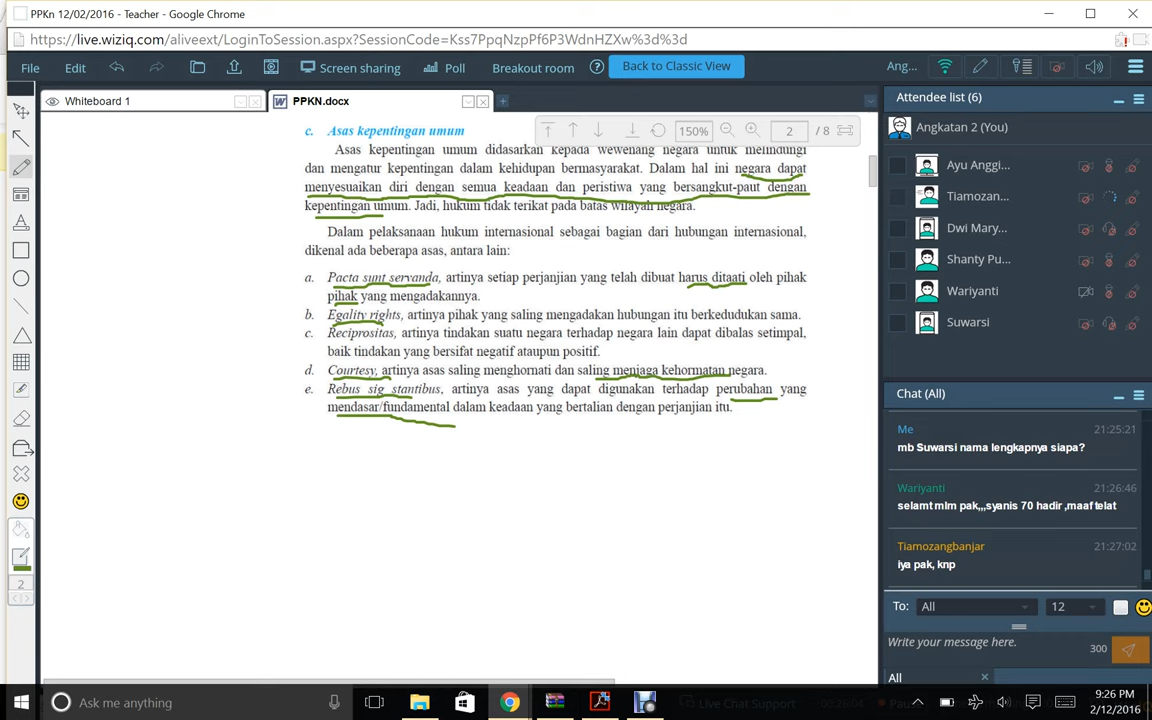 PPKn 12/02/2016 - Teacher - Google Chrome
https://live.wiziq.com/aliveext/LoginToSession.aspx?SessionCode=Kss7PpqNzpPf6P3WdnHZXw%3d%3d
File Edit Screen sharing Poll Breakout room Back to Classic View Ang...
Whiteboard 1 PPKN.docx
150% 2 / 8
c. Asas kepentingan umum
Asas kepentingan umum didasarkan kepada wewenang negara untuk melindungi
dan mengatur kepentingan dalam kehidupan bermasyarakat. Dalam hal ini negara dapat
menyesuaikan diri dengan semua keadaan dan peristiwa yang bersangkut-paut dengan
kepentingan umum. Jadi, hukum tidak terikat pada batas wilayah negara.
Dalam pelaksanaan hukum internasional sebagai bagian dari hubungan internasional,
dikenal ada beberapa asas, antara lain:
a. Pacta sunt servanda, artinya setiap perjanjian yang telah dibuat harus ditaati oleh pihak
pihak yang mengadakannya.
b. Egality rights, artinya pihak yang saling mengadakan hubungan itu berkedudukan sama.
c. Reciprositas, artinya tindakan suatu negara terhadap negara lain dapat dibalas setimpal,
baik tindakan yang bersifat negatif ataupun positif.
d. Courtesy, artinya asas saling menghormati dan saling menjaga kehormatan negara.
e. Rebus sig stantibus, artinya asas yang dapat digunakan terhadap perubahan yang
mendasar/fundamental dalam keadaan yang bertalian dengan perjanjian itu.
2
Attendee list (6)
Angkatan 2 (You)
Ayu Anggi...
Tiamozan...
Dwi Mary...
Shanty Pu...
Wariyanti
Suwarsi
Chat (All)
Me 21:25:21
mb Suwarsi nama lengkapnya siapa?
Wariyanti 21:26:46
selamt mlm pak,,,syanis 70 hadir ,maaf telat
Tiamozangbanjar 21:27:02
iya pak, knp
To: All 12
Write your message here. 300
All
Ask me anything
Live Chat Support 00:26:04
9:26 PM
2/12/2016